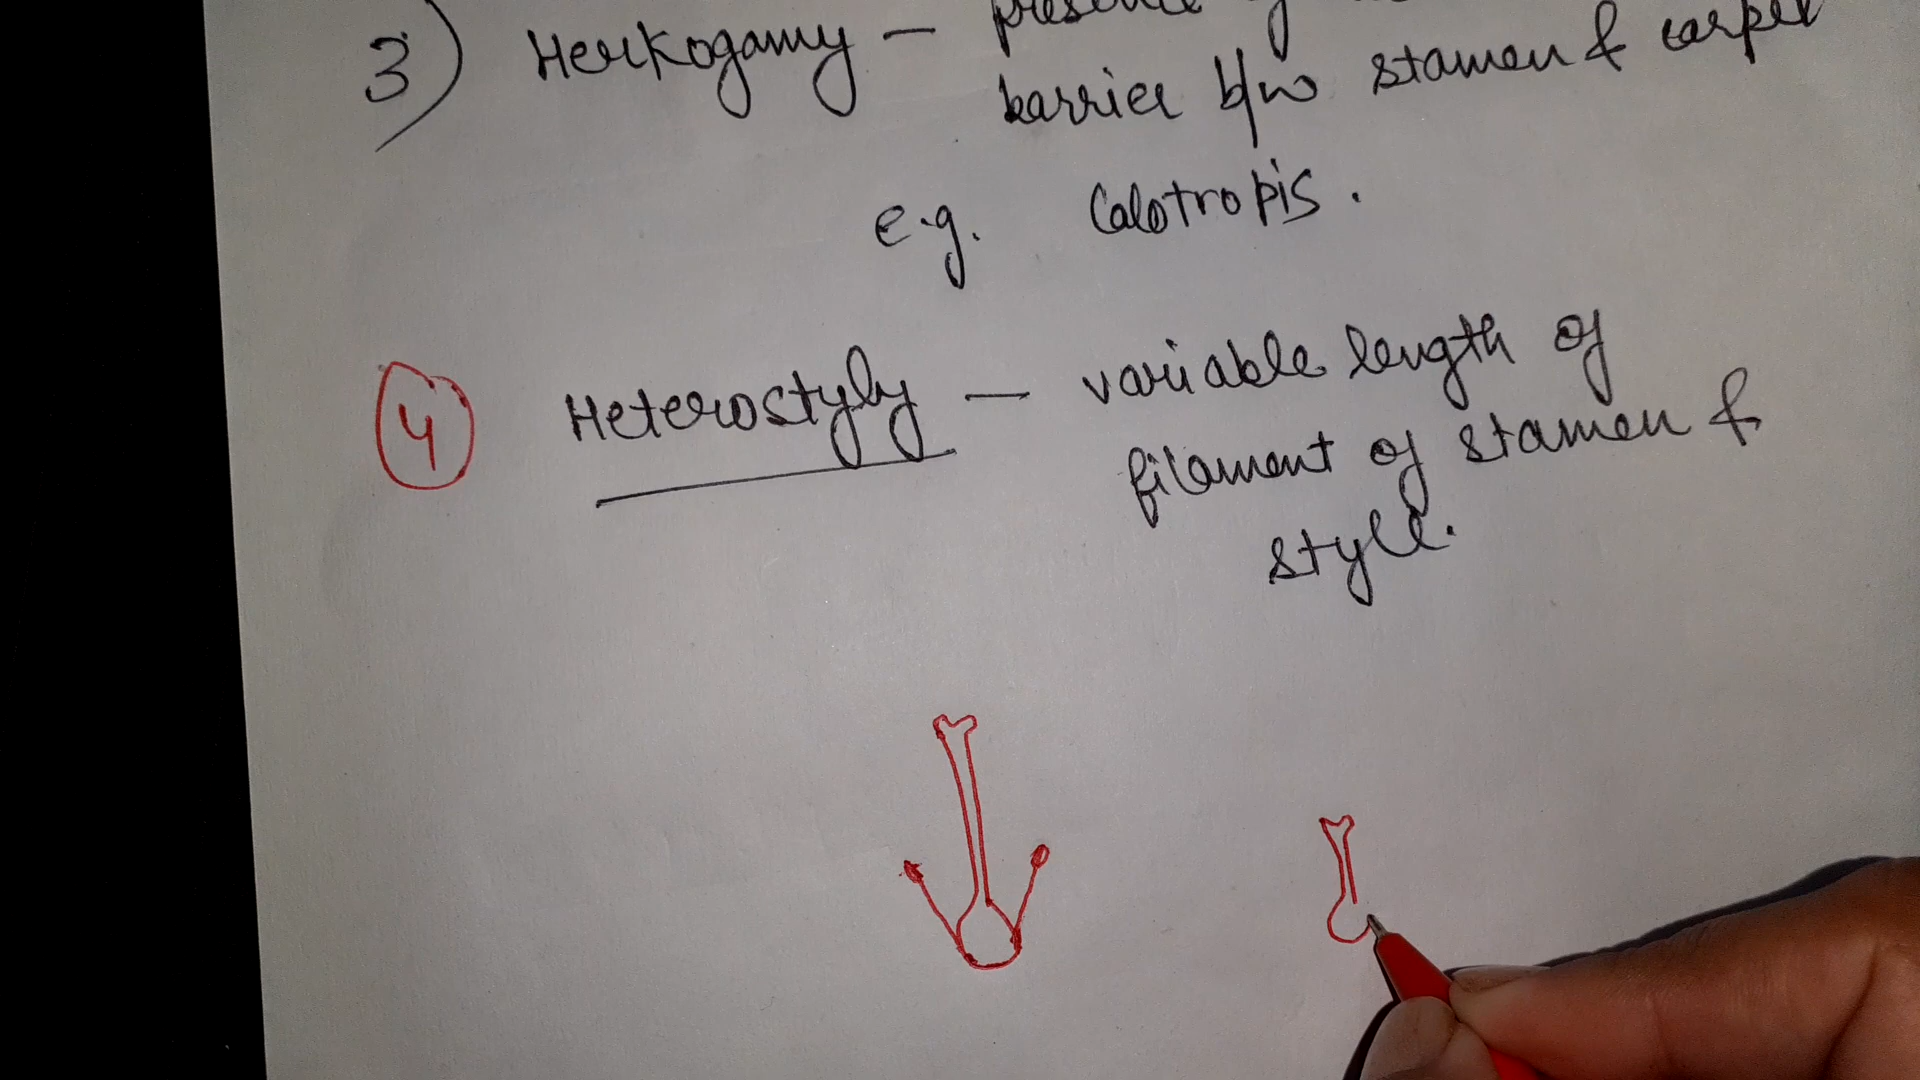 3) Herkogamy — presence of
barrier b/w stamen & carpel
e.g. Calotropis.
4 Heterostyly — variable length of
filament of stamen &
style.